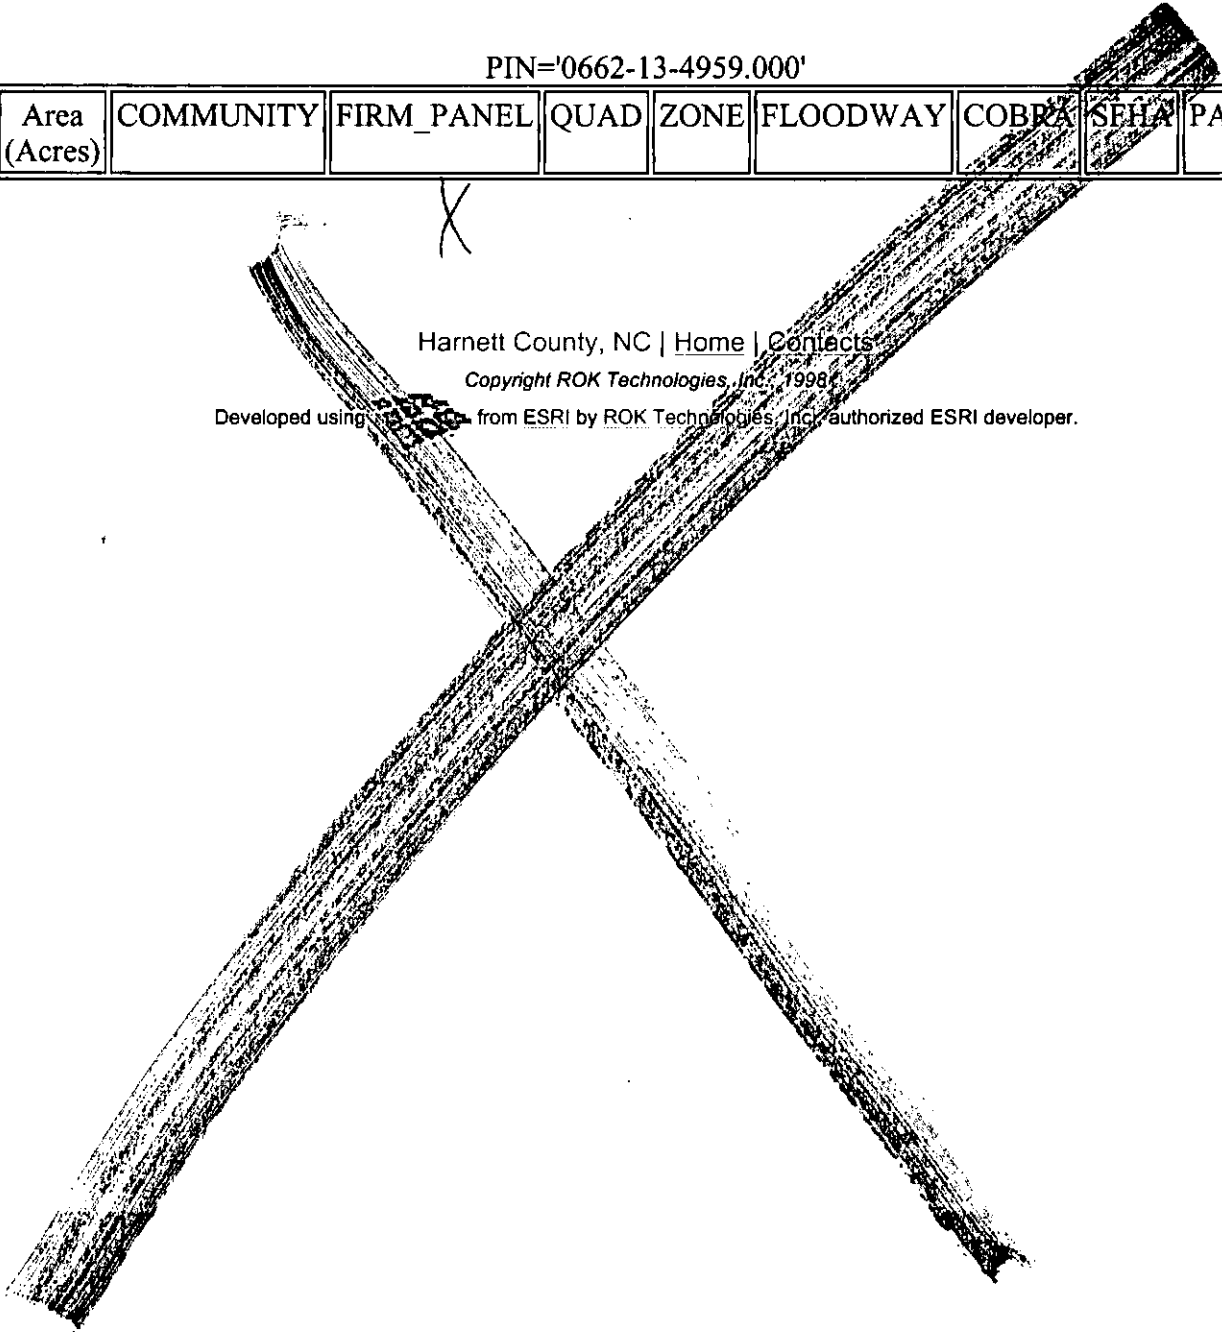 PIN='0662-13-4959.000'
Area (Acres) COMMUNITY FIRM_PANEL QUAD ZONE FLOODWAY COBRA SFHA PA
X
Harnett County, NC | Home | Contacts
Copyright ROK Technologies, Inc., 1998
Developed using from ESRI by ROK Technologies, Inc, authorized ESRI developer.